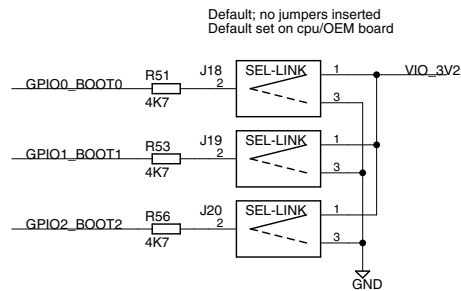 Default; no jumpers inserted
Default set on cpu/OEM board
J18 SEL-LINK 1 VIO_3V2
GPIO0_BOOT0 R51 2
4K7 3
J19 SEL-LINK 1
GPIO1_BOOT1 R53 2
4K7 3
J20 SEL-LINK 1
GPIO2_BOOT2 R56 2
4K7 3
GND